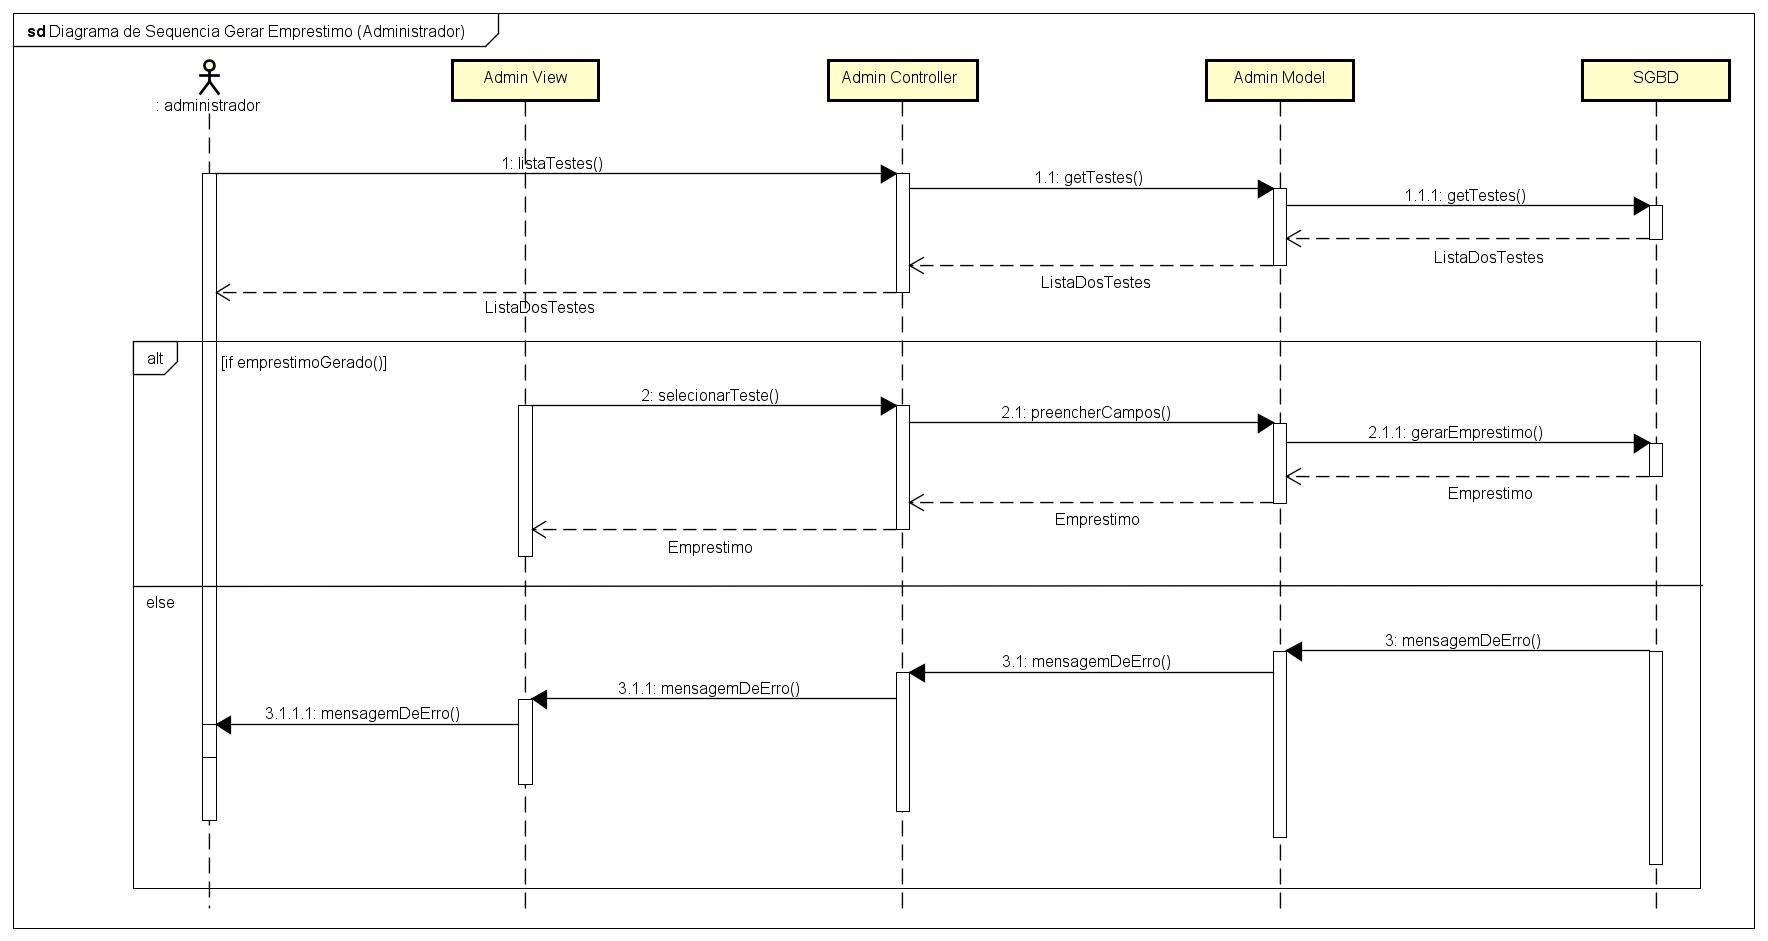 sd Diagrama de Sequencia Gerar Emprestimo (Administrador)
: administrador
Admin View
Admin Controller
Admin Model
SGBD
1: listaTestes()
1.1: getTestes()
1.1.1: getTestes()
ListaDosTestes
ListaDosTestes
ListaDosTestes
alt
[if emprestimoGerado()]
2: selecionarTeste()
2.1: preencherCampos()
2.1.1: gerarEmprestimo()
Emprestimo
Emprestimo
Emprestimo
else
3: mensagemDeErro()
3.1: mensagemDeErro()
3.1.1: mensagemDeErro()
3.1.1.1: mensagemDeErro()